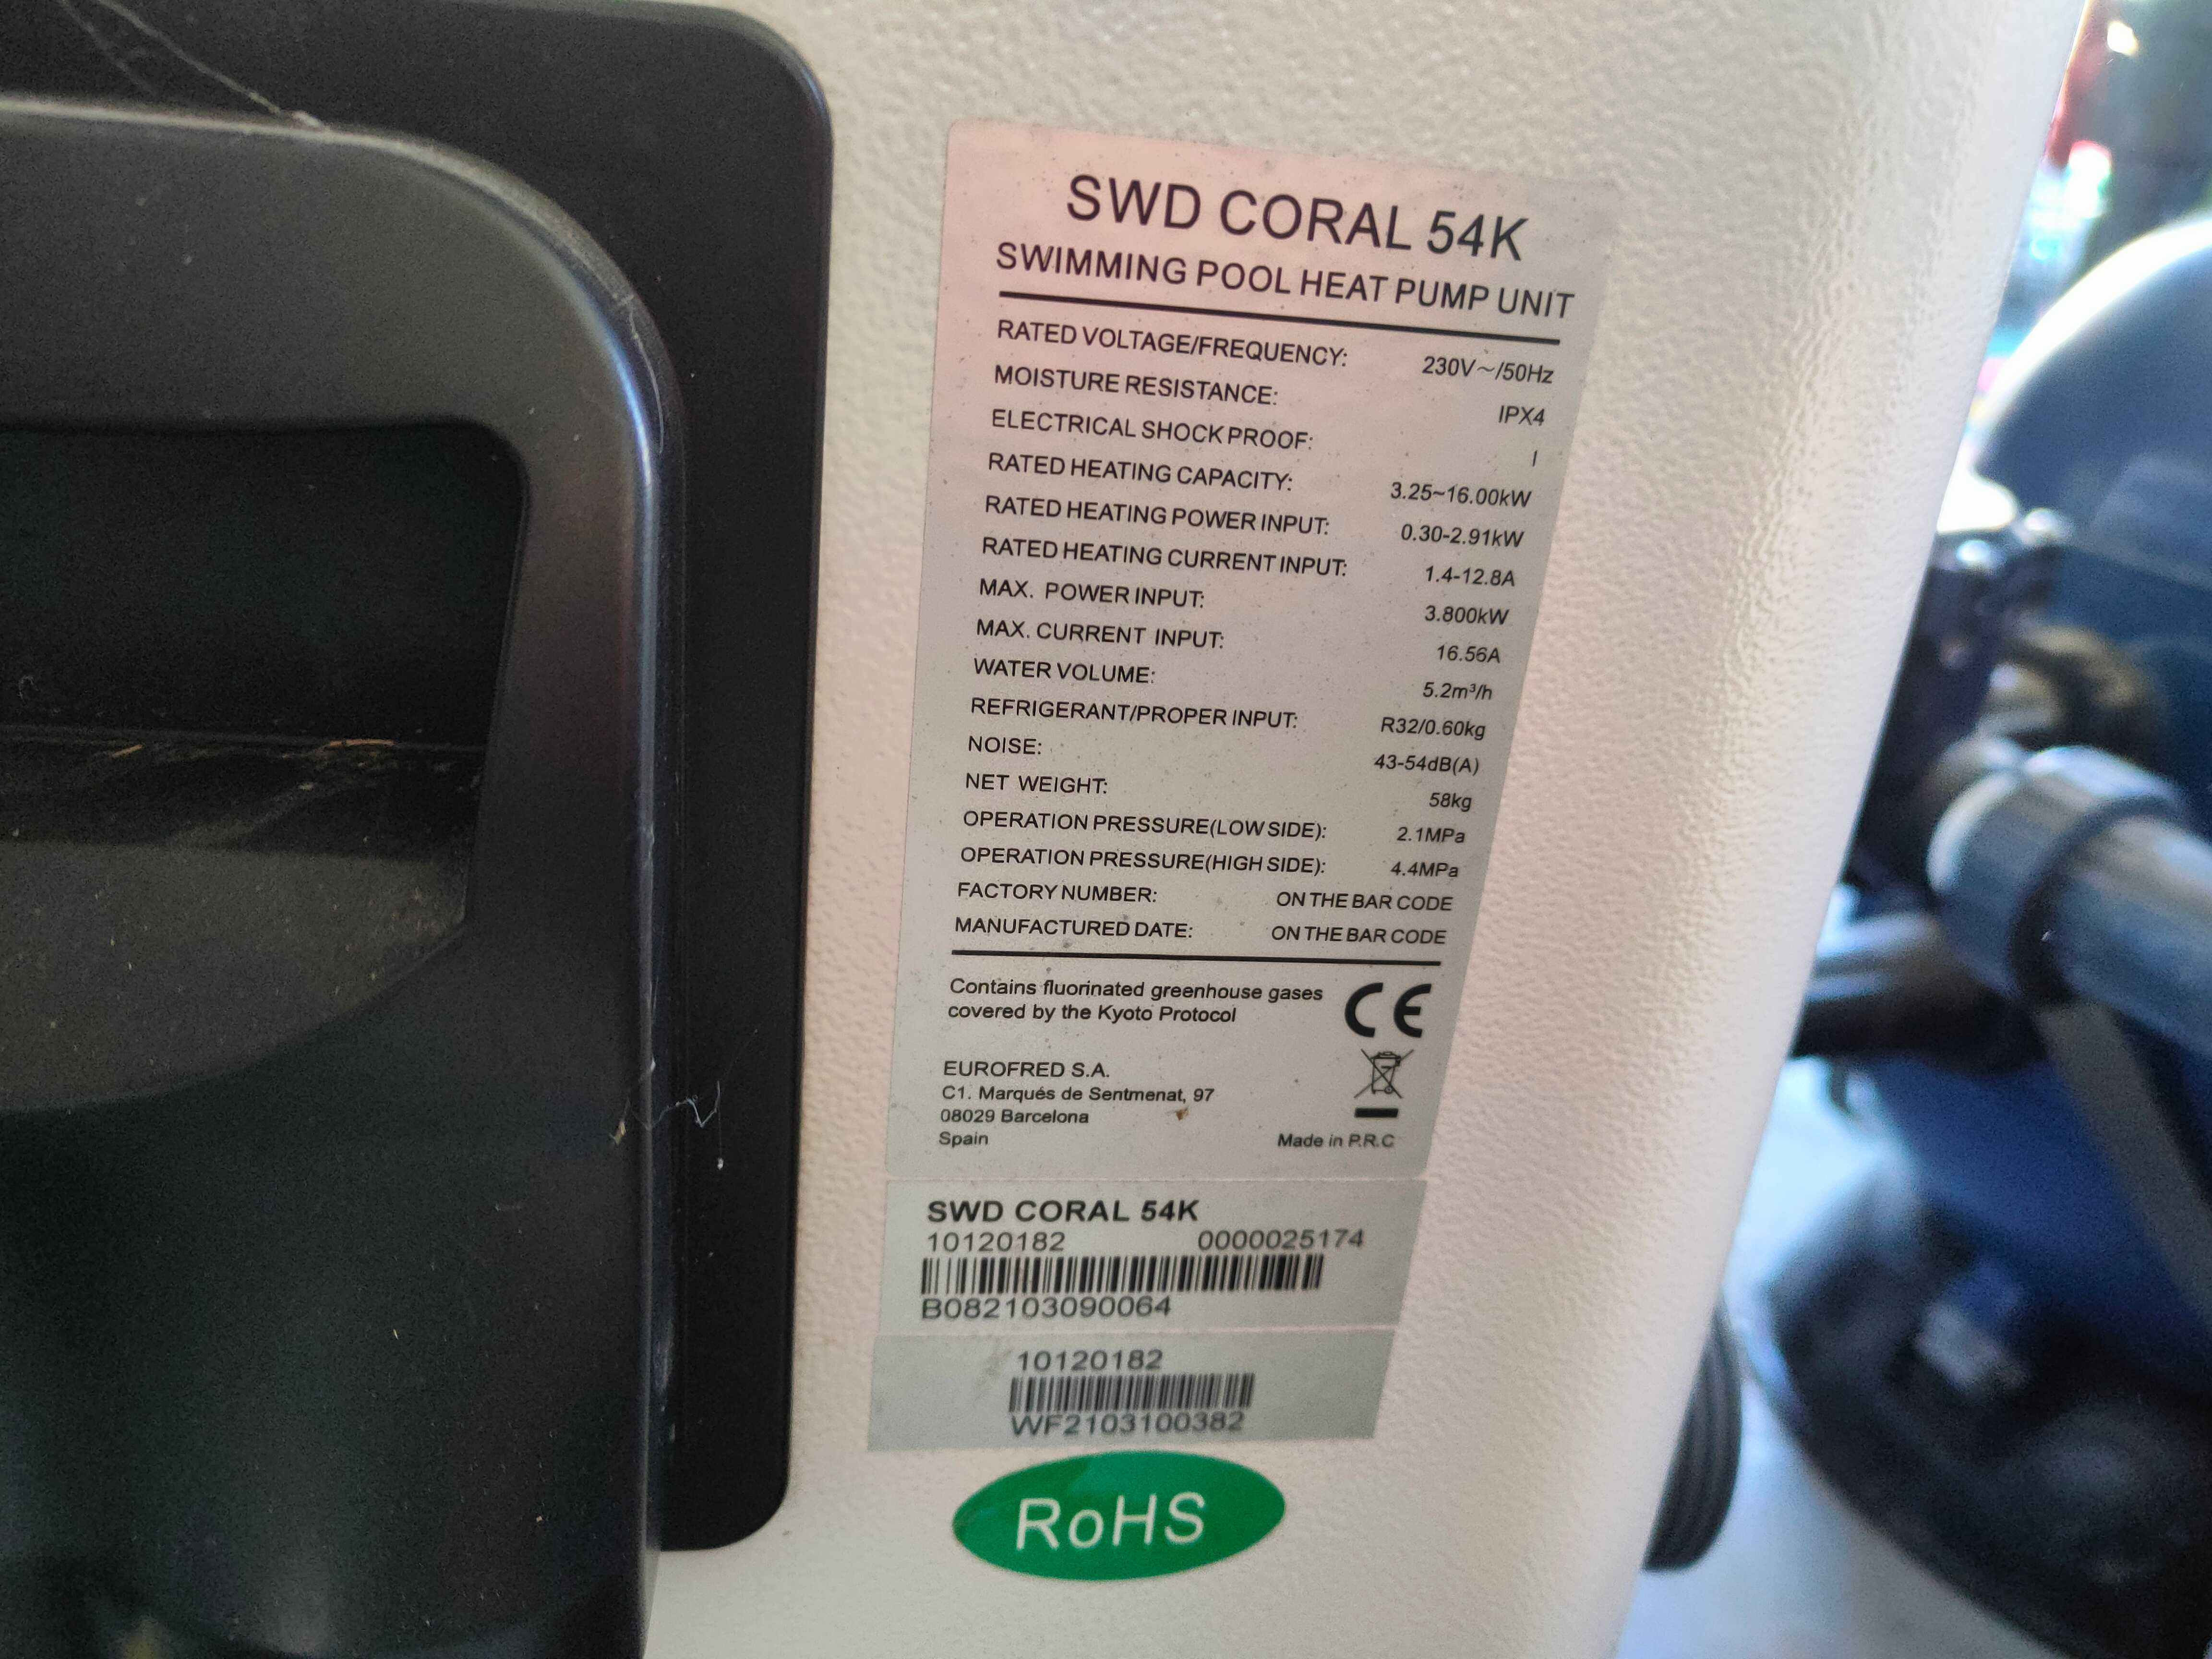 SWD CORAL 54K
SWIMMING POOL HEAT PUMP UNIT
RATED VOLTAGE/FREQUENCY: 230V～/50Hz
MOISTURE RESISTANCE: IPX4
ELECTRICAL SHOCK PROOF: I
RATED HEATING CAPACITY: 3.25~16.00kW
RATED HEATING POWER INPUT: 0.30-2.91kW
RATED HEATING CURRENT INPUT: 1.4-12.8A
MAX. POWER INPUT: 3.800kW
MAX. CURRENT INPUT: 16.56A
WATER VOLUME: 5.2m³/h
REFRIGERANT/PROPER INPUT: R32/0.60kg
NOISE: 43-54dB(A)
NET WEIGHT: 58kg
OPERATION PRESSURE(LOW SIDE): 2.1MPa
OPERATION PRESSURE(HIGH SIDE): 4.4MPa
FACTORY NUMBER: ON THE BAR CODE
MANUFACTURED DATE: ON THE BAR CODE
Contains fluorinated greenhouse gases
covered by the Kyoto Protocol
CE
EUROFRED S.A.
C1. Marqués de Sentmenat, 97
08029 Barcelona
Spain Made in P.R.C
SWD CORAL 54K
10120182 0000025174
B082103090064
10120182
WF2103100382
RoHS